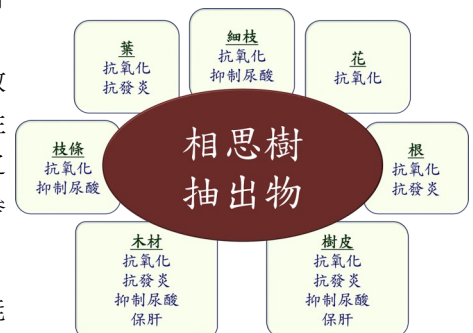 細枝
抗氧化
抑制尿酸
葉
抗氧化
抗發炎
花
抗氧化
枝條
抗氧化
抑制尿酸
相思樹
抽出物
根
抗氧化
抗發炎
木材
抗氧化
抗發炎
抑制尿酸
保肝
樹皮
抗氧化
抗發炎
抑制尿酸
保肝